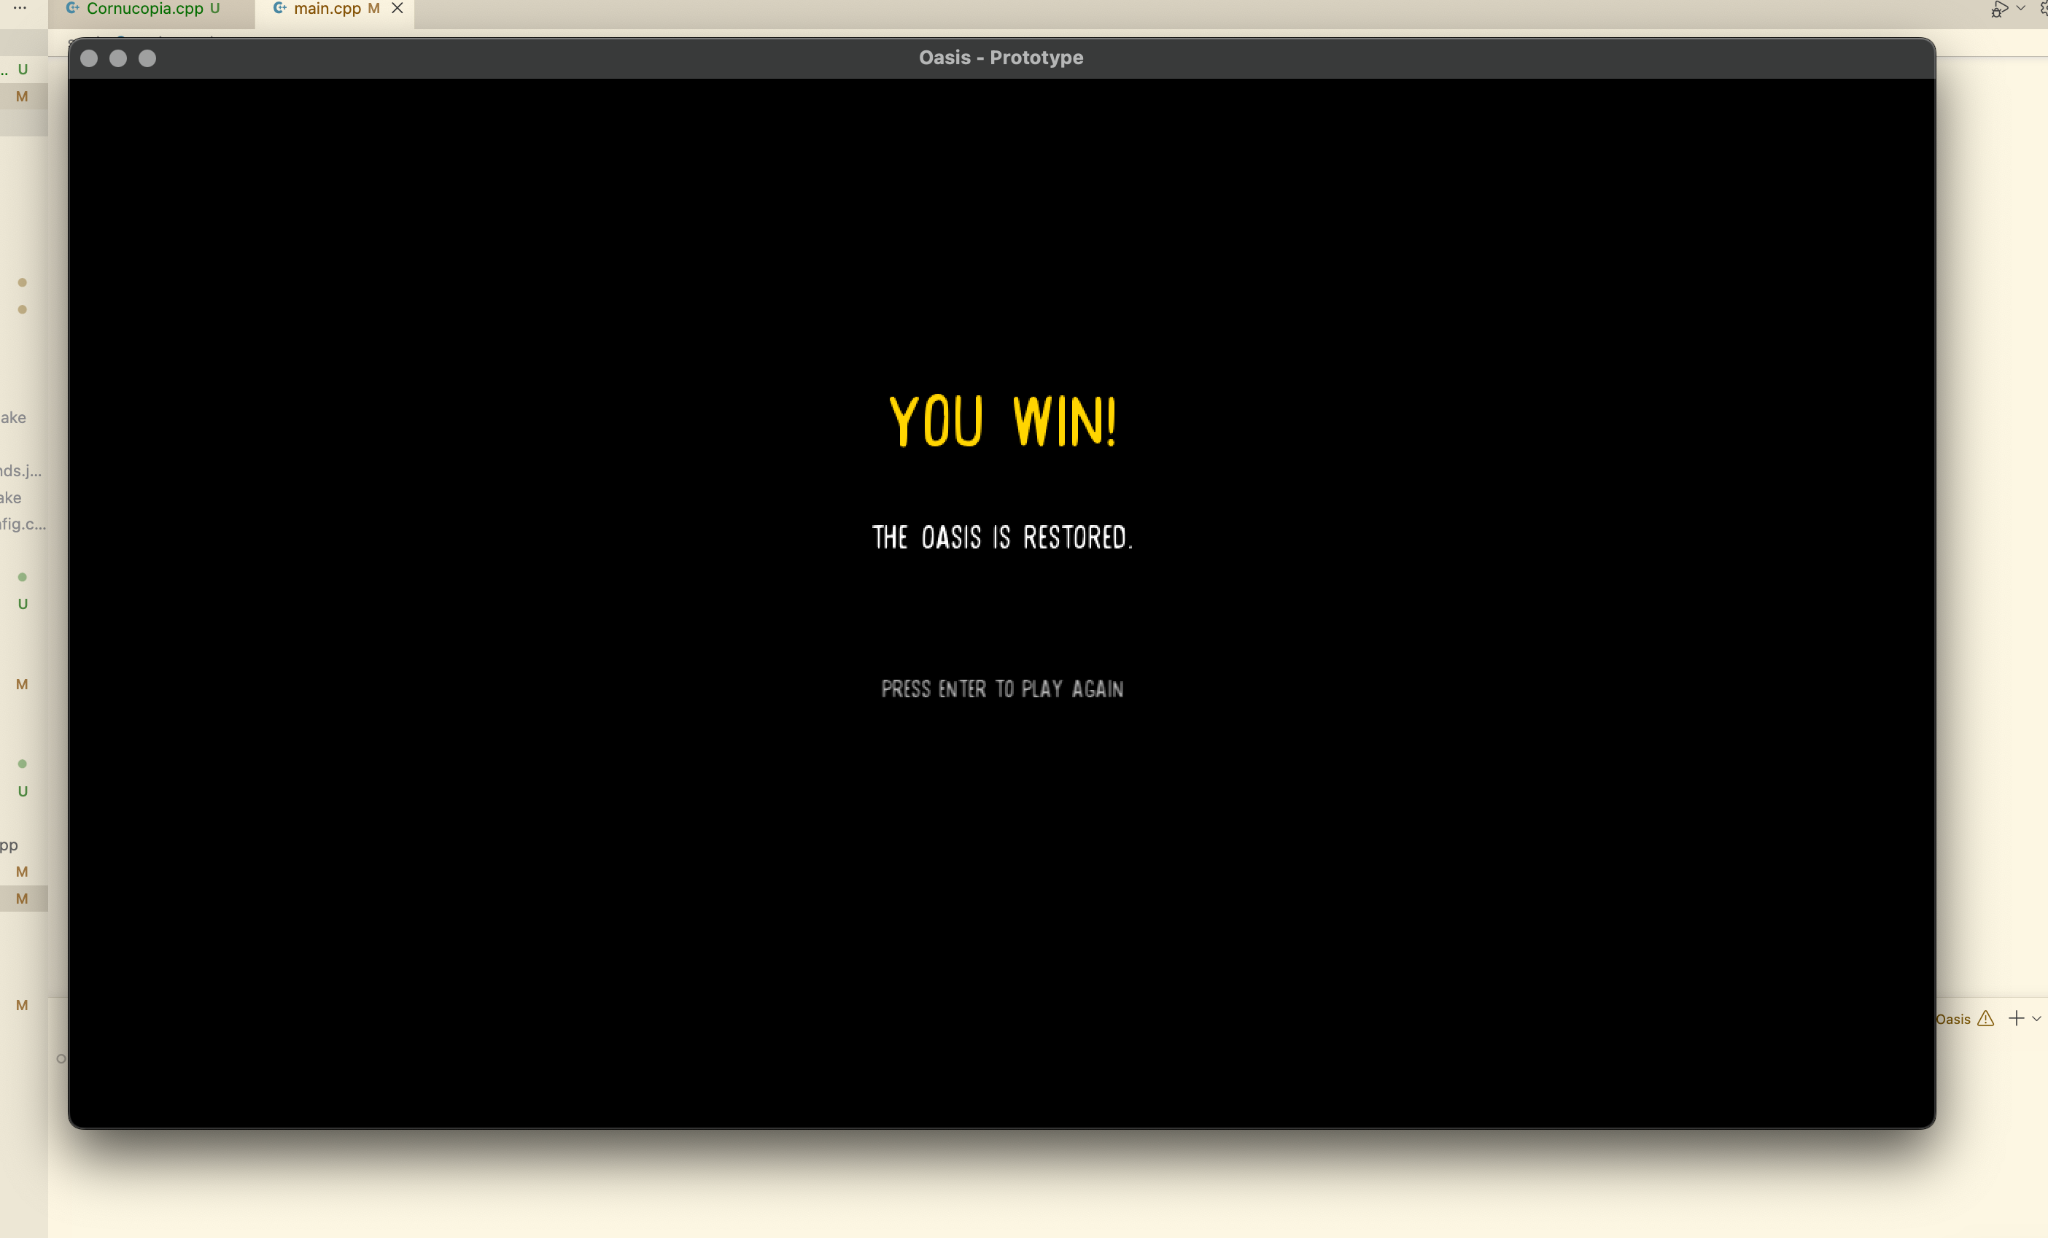 Cornucopia.cpp U
main.cpp M
Oasis - Prototype
... U
M
YOU WIN!
ake
nds.j...
ake
fig.c...
THE OASIS IS RESTORED.
U
PRESS ENTER TO PLAY AGAIN
M
U
pp
M
M
M
Oasis